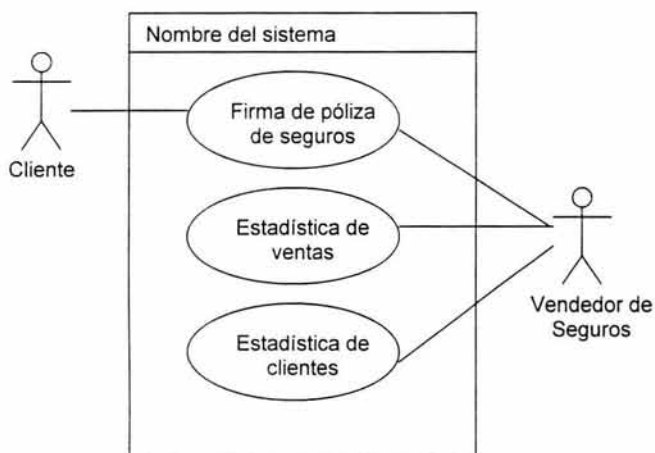 Nombre del sistema
Firma de póliza
de seguros
Cliente
Estadística de
ventas
Vendedor de
Seguros
Estadística de
clientes